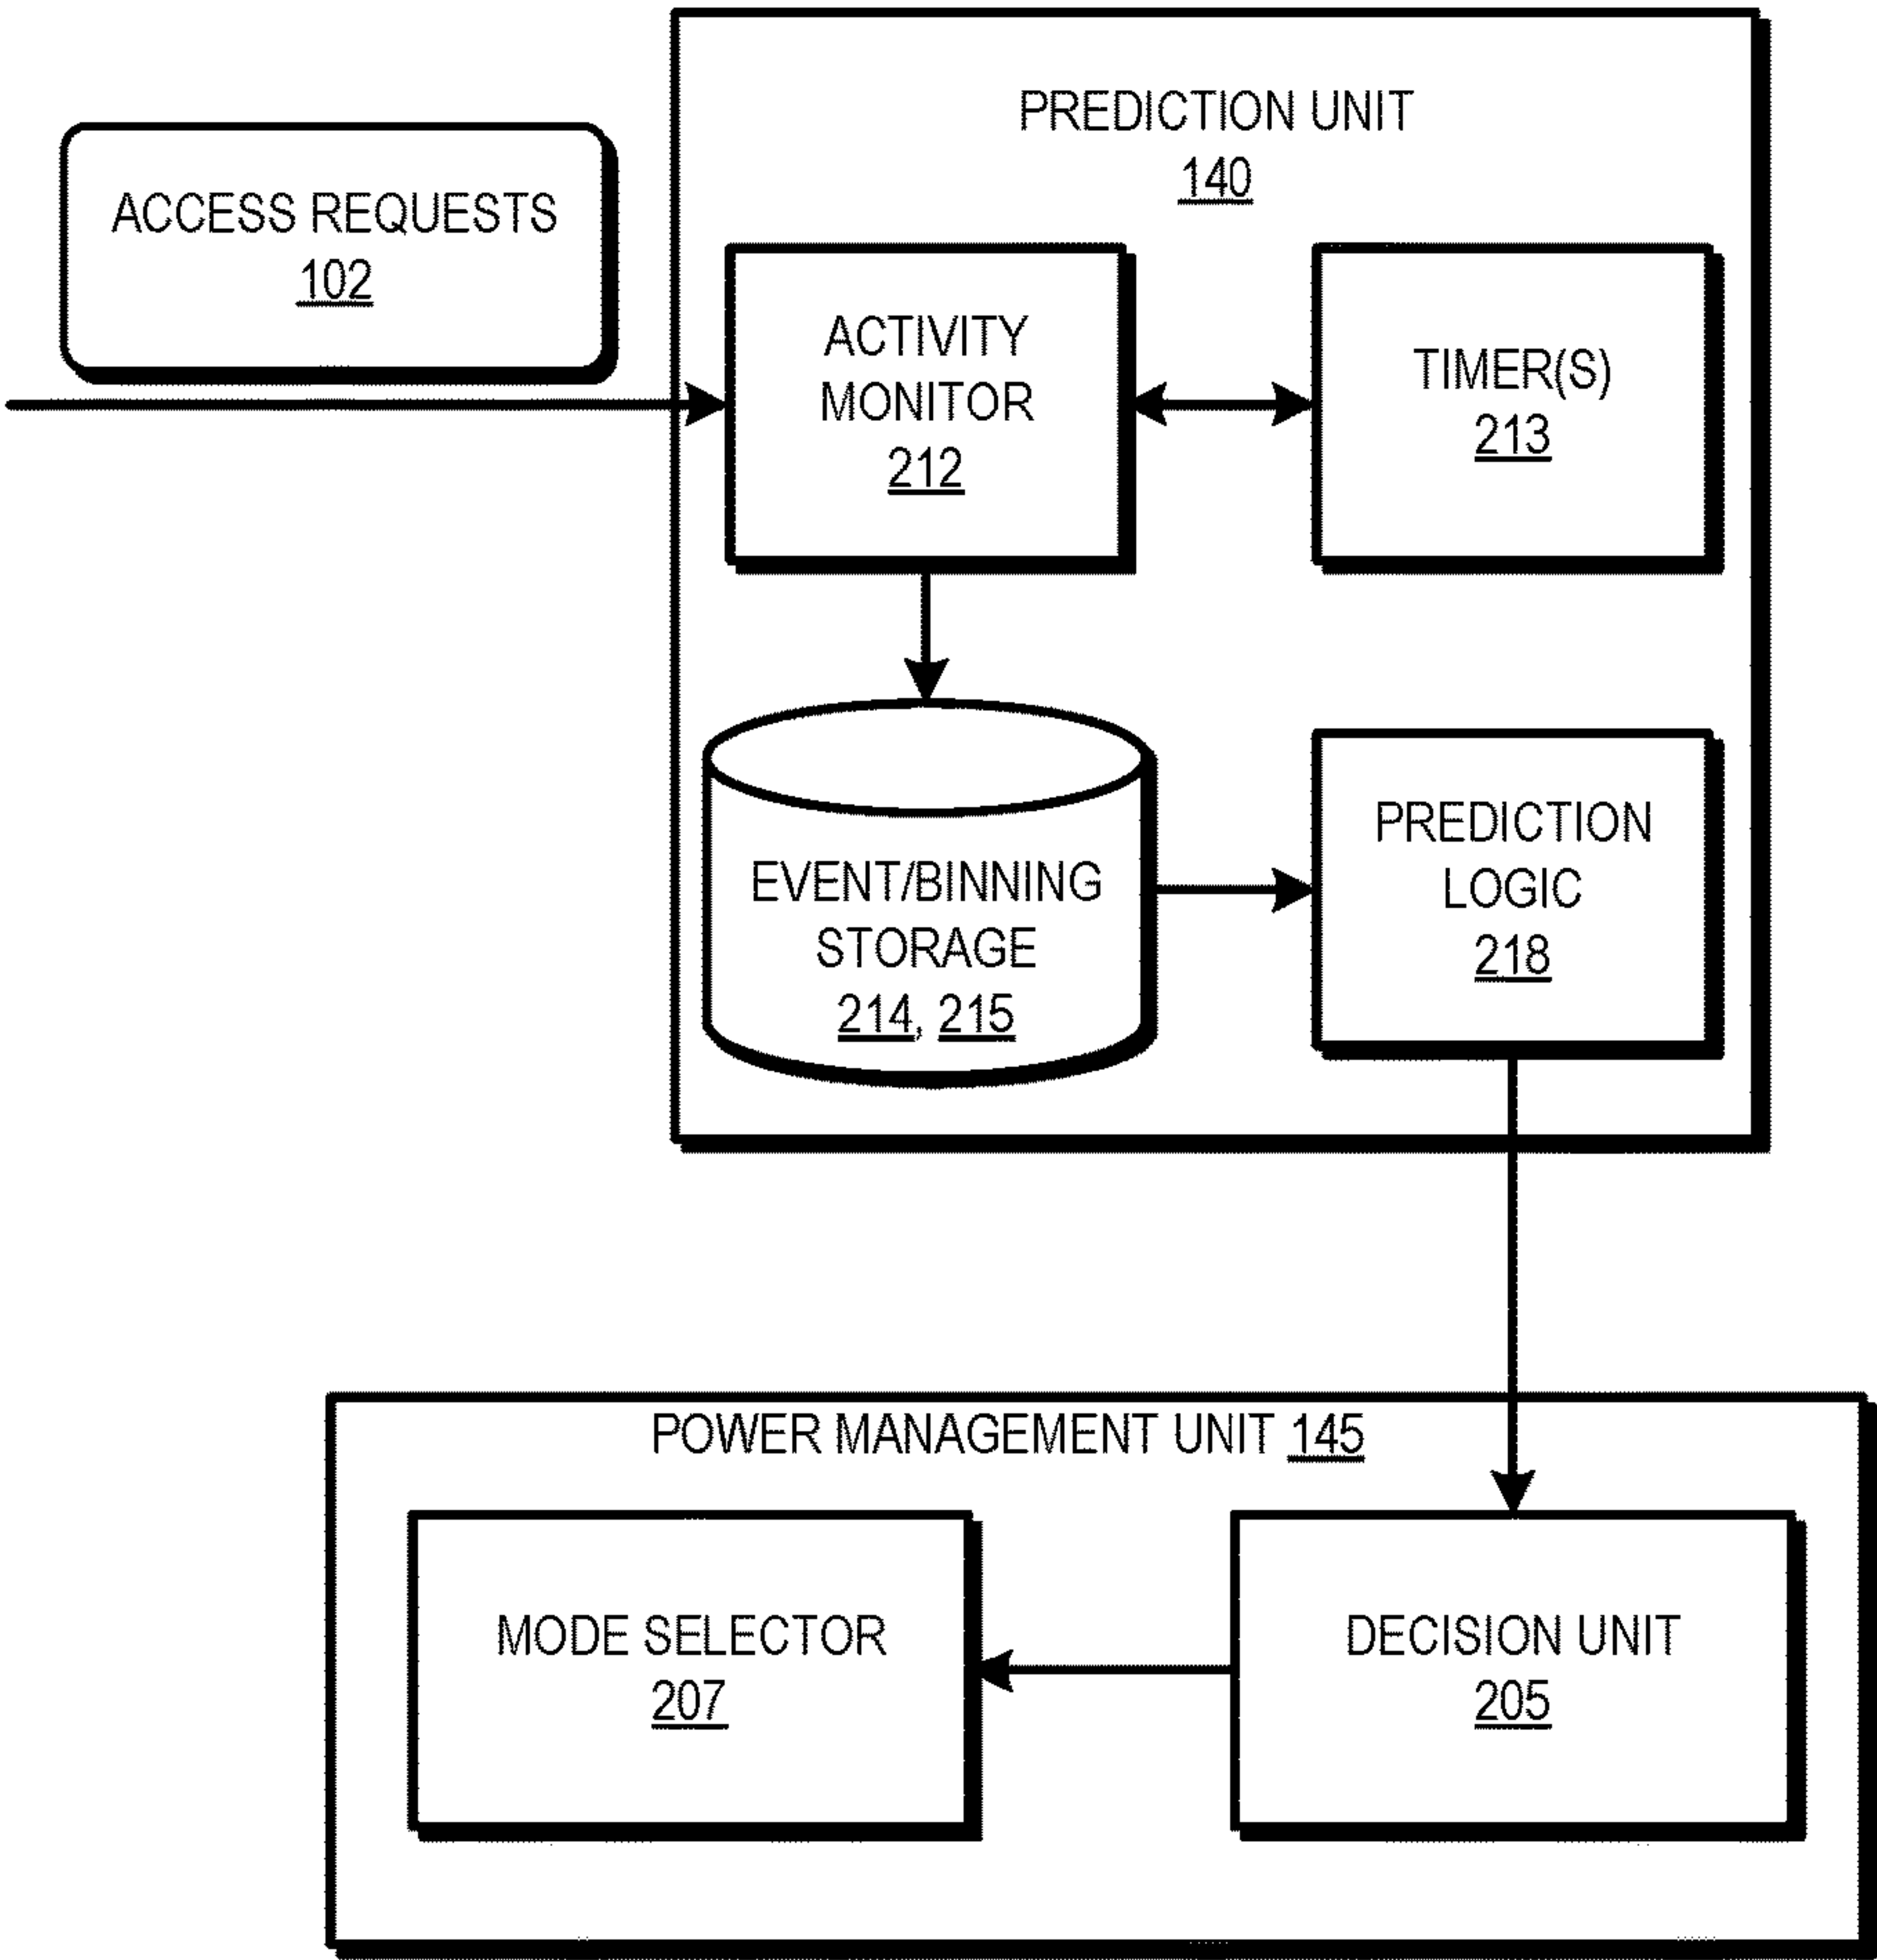 PREDICTION UNIT
140
ACCESS REQUESTS
102
ACTIVITY
MONITOR
212
TIMER(S)
213
EVENT/BINNING
STORAGE
214, 215
PREDICTION
LOGIC
218
POWER MANAGEMENT UNIT 145
MODE SELECTOR
207
DECISION UNIT
205